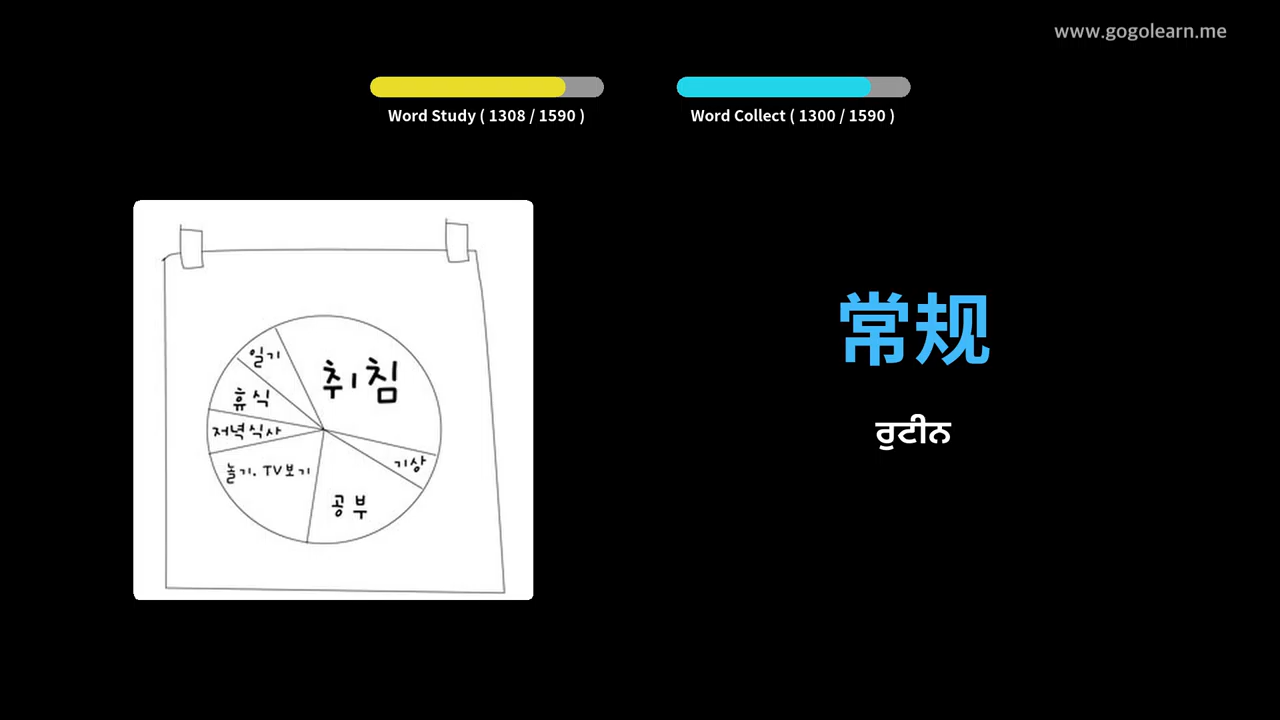 www.gogolearn.me
Word Study ( 1308 / 1590 )
Word Collect ( 1300 / 1590 )
일기
취침
휴식
저녁식사
놀기. TV보기
기상
공부
常规
ਰੁਟੀਨ